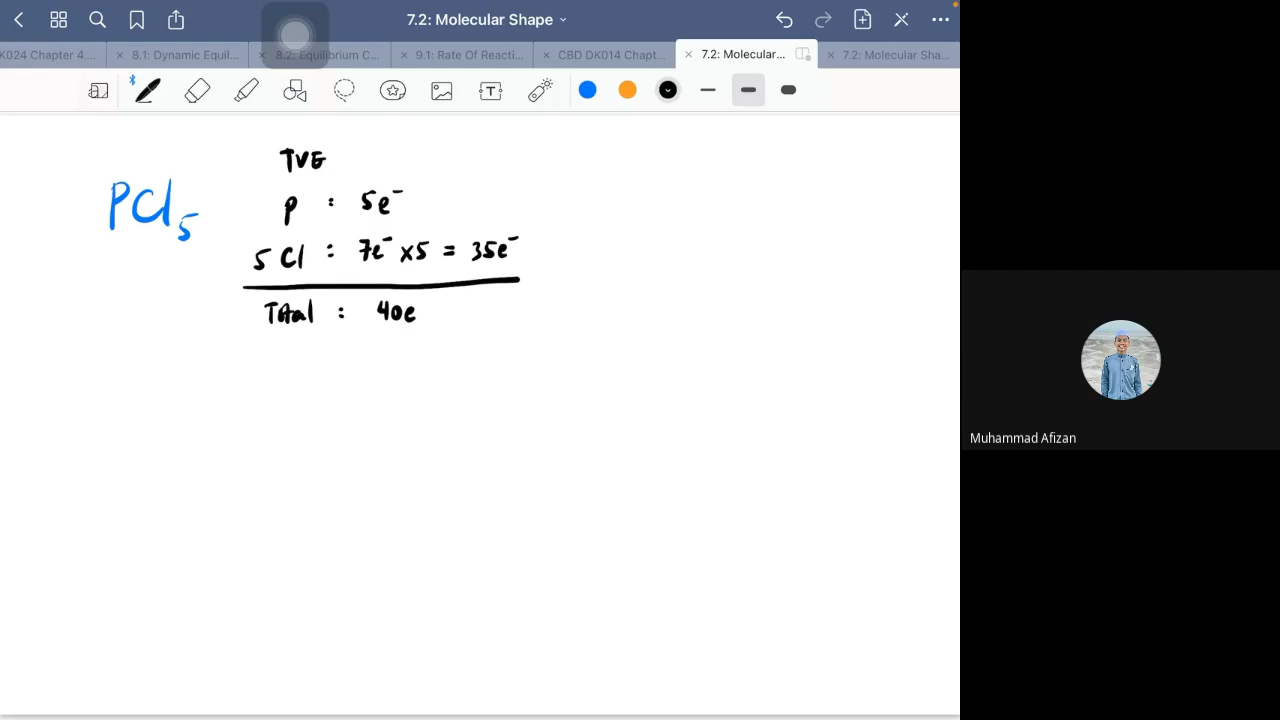 7.2: Molecular Shape
K024 Chapter 4....
8.1: Dynamic Equil...
8.2: Equilibrium C...
9.1: Rate Of Reacti...
CBD DK014 Chapt...
7.2: Molecular...
7.2: Molecular Sha...
TVE
PCl₅
P : 5e⁻
5 Cl : 7e⁻ ×5 = 35e⁻
Total : 40e
Muhammad Afizan